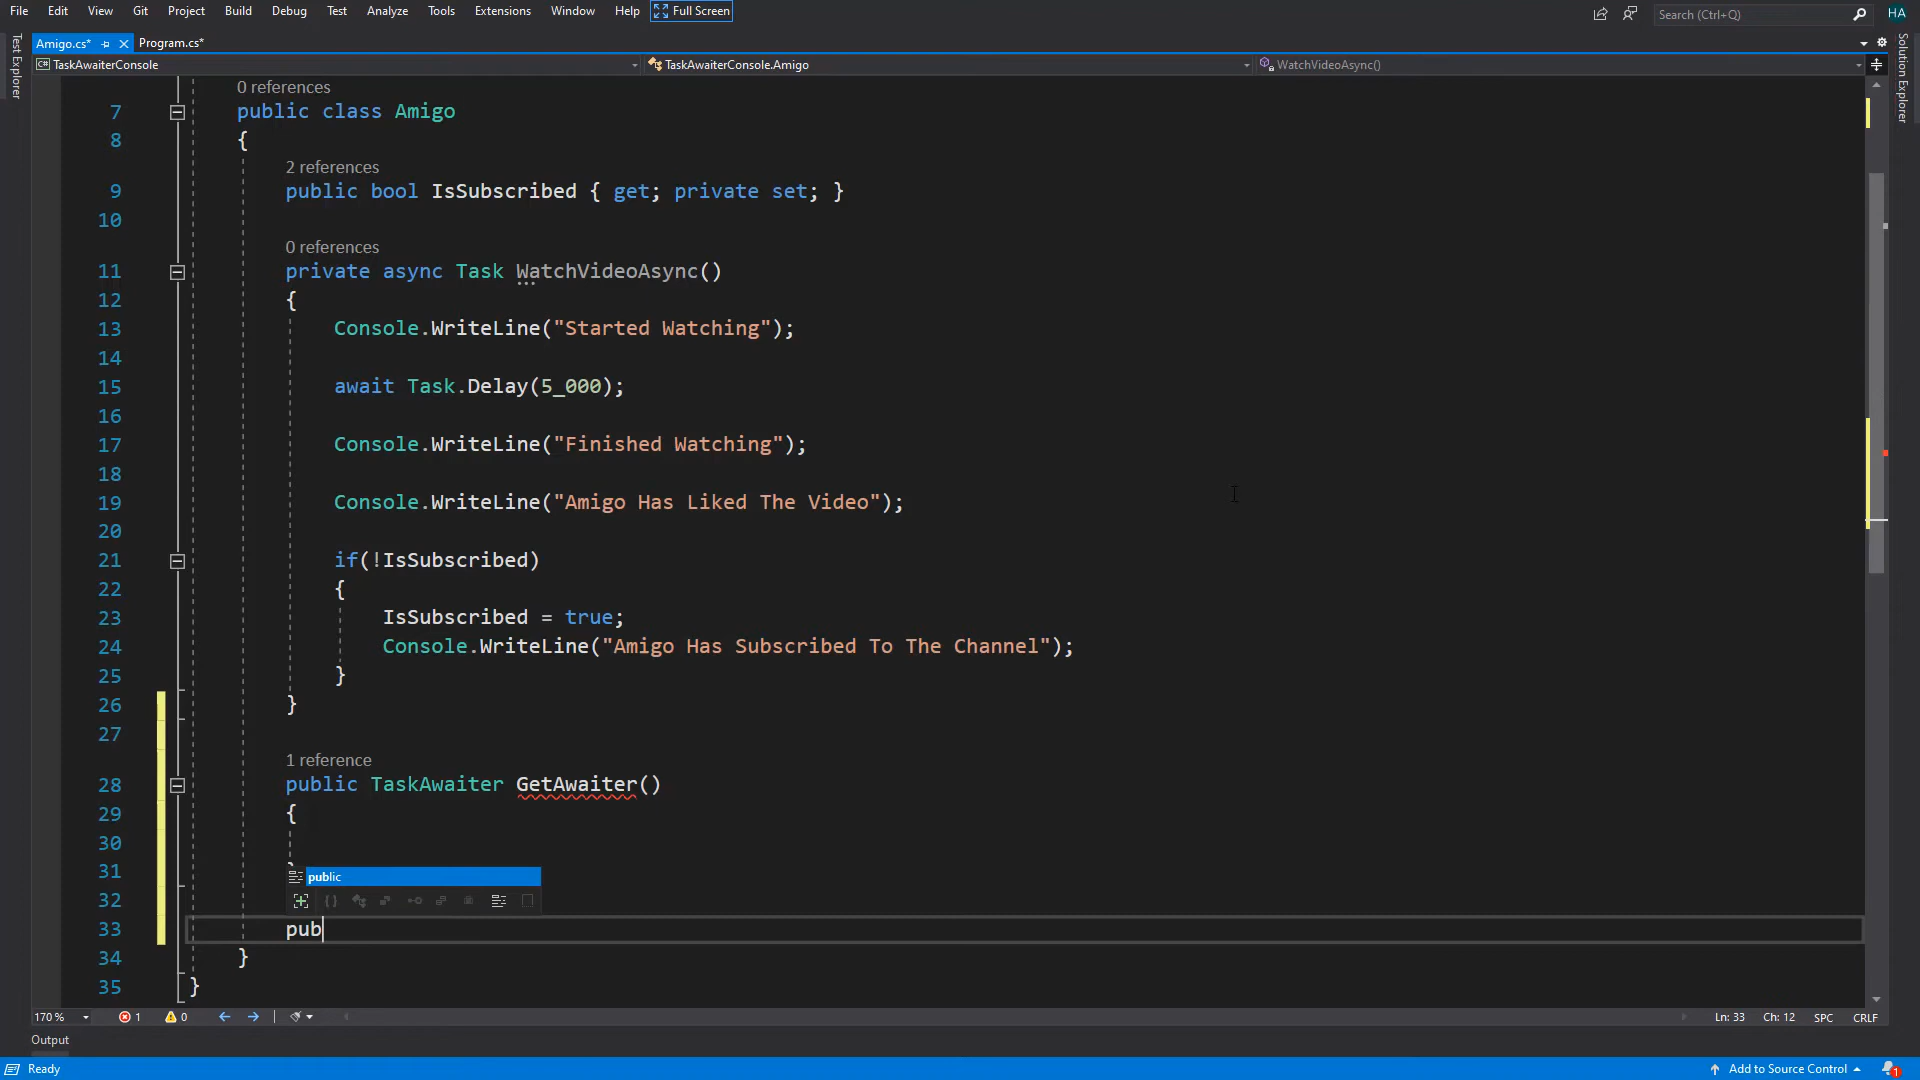 File Edit View Git Project Build Debug Test Analyze Tools Extensions Window Help Full Screen Search (Ctrl+Q) HA
Amigo.cs* Program.cs*
TaskAwaiterConsole TaskAwaiterConsole.Amigo WatchVideoAsync()
Test Explorer
Solution Explorer
0 references
7 public class Amigo
8 {
2 references
9 public bool IsSubscribed { get; private set; }
10
0 references
11 private async Task WatchVideoAsync()
12 {
13 Console.WriteLine("Started Watching");
14
15 await Task.Delay(5_000);
16
17 Console.WriteLine("Finished Watching");
18
19 Console.WriteLine("Amigo Has Liked The Video");
20
21 if(!IsSubscribed)
22 {
23 IsSubscribed = true;
24 Console.WriteLine("Amigo Has Subscribed To The Channel");
25 }
26 }
27
1 reference
28 public TaskAwaiter GetAwaiter()
29 {
30
31
public
32
33 pub
34 }
35 }
170 % 1 0 Ln: 33 Ch: 12 SPC CRLF
Output
Ready Add to Source Control 1